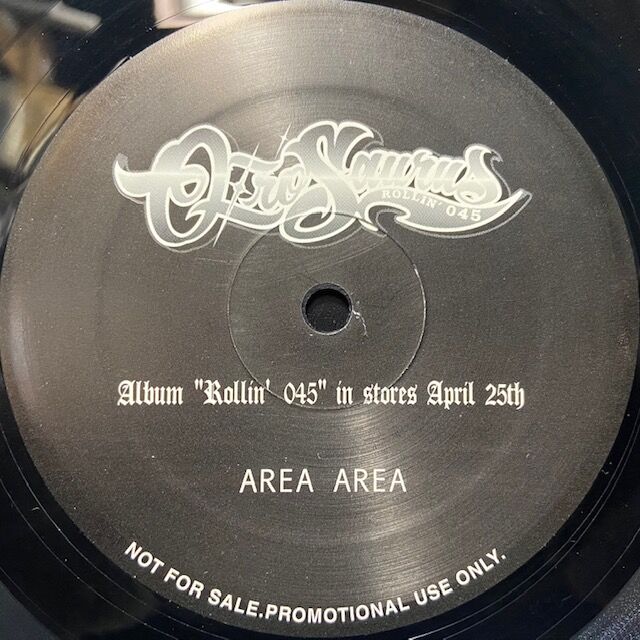 OzroSaurus
ROLLIN' 045
Album "Rollin' 045" in stores April 25th
AREA AREA
NOT FOR SALE.PROMOTIONAL USE ONLY.